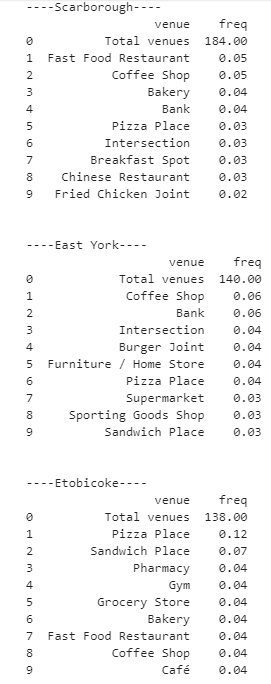 ----Scarborough----
venue freq
0 Total venues 184.00
1 Fast Food Restaurant 0.05
2 Coffee Shop 0.05
3 Bakery 0.04
4 Bank 0.04
5 Pizza Place 0.03
6 Intersection 0.03
7 Breakfast Spot 0.03
8 Chinese Restaurant 0.03
9 Fried Chicken Joint 0.02
----East York----
venue freq
0 Total venues 140.00
1 Coffee Shop 0.06
2 Bank 0.06
3 Intersection 0.04
4 Burger Joint 0.04
5 Furniture / Home Store 0.04
6 Pizza Place 0.04
7 Supermarket 0.03
8 Sporting Goods Shop 0.03
9 Sandwich Place 0.03
----Etobicoke----
venue freq
0 Total venues 138.00
1 Pizza Place 0.12
2 Sandwich Place 0.07
3 Pharmacy 0.04
4 Gym 0.04
5 Grocery Store 0.04
6 Bakery 0.04
7 Fast Food Restaurant 0.04
8 Coffee Shop 0.04
9 Café 0.04